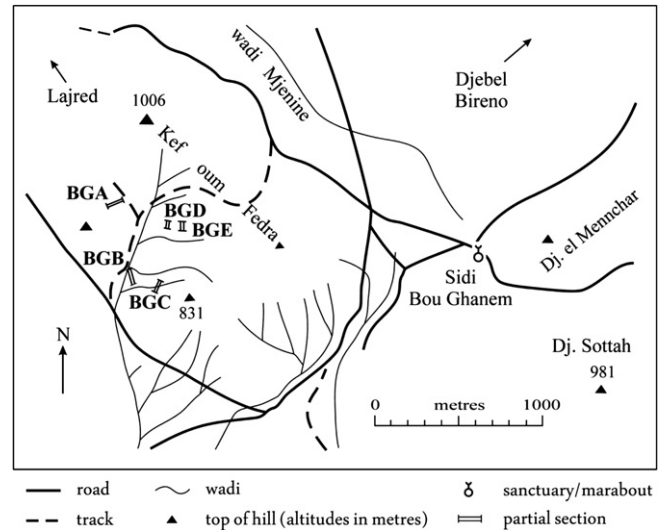 wadi Mjenine
Djebel
Bireno
Lajred
1006
Kef
oum
Fedra
BGA
BGD
BGE
BGB
BGC
831
Dj. el Mennchar
Sidi
Bou Ghanem
N
Dj. Sottah
981
0 metres 1000
road wadi sanctuary/marabout
track top of hill (altitudes in metres) partial section